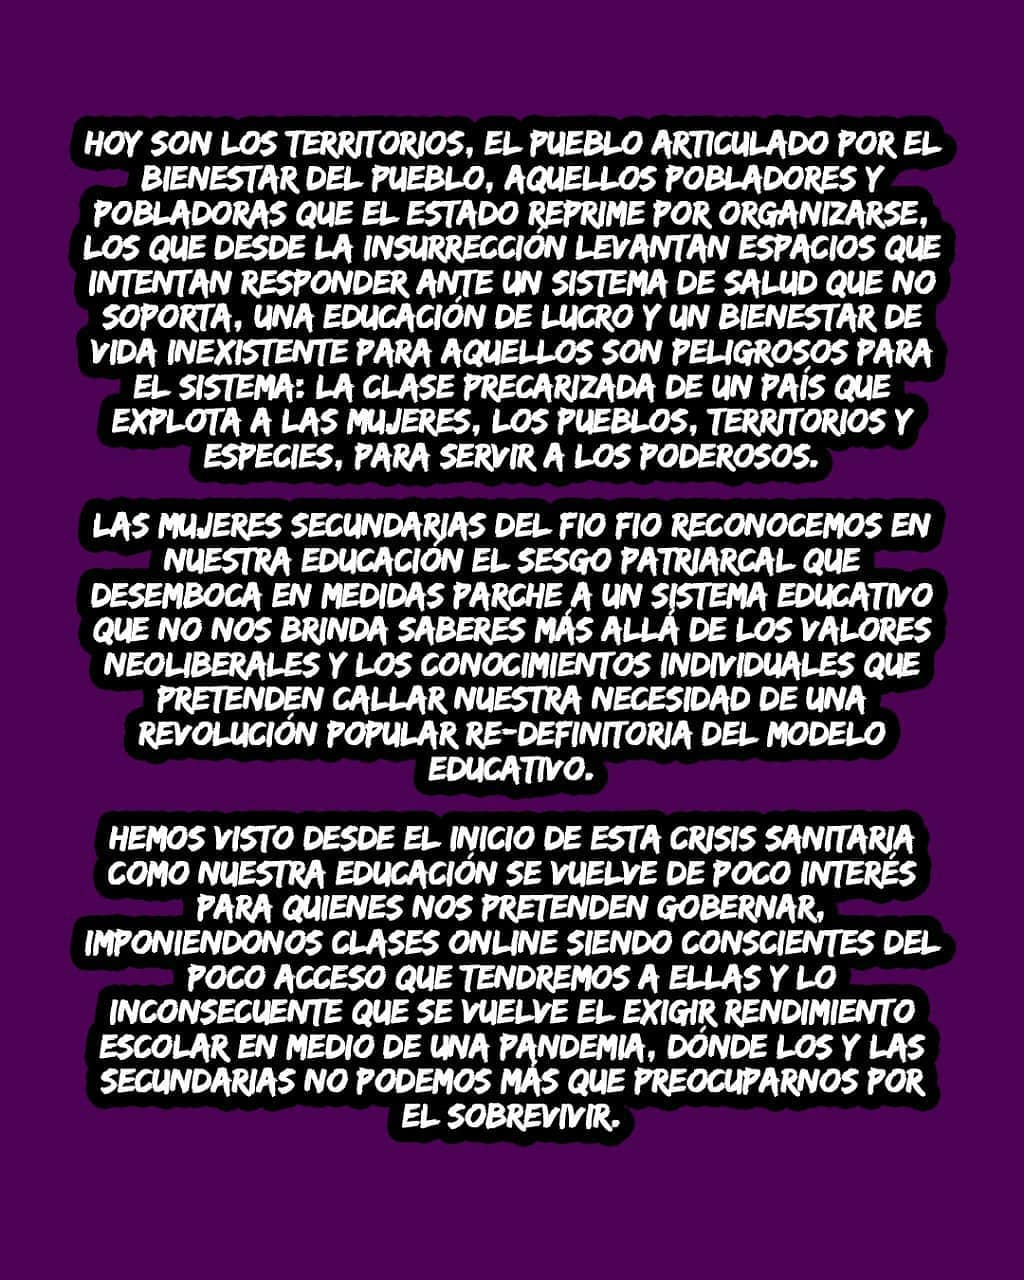 HOY SON LOS TERRITORIOS, EL PUEBLO ARTICULADO POR EL
BIENESTAR DEL PUEBLO, AQUELLOS POBLADORES Y
POBLADORAS QUE EL ESTADO REPRIME POR ORGANIZARSE,
LOS QUE DESDE LA INSURRECCIÓN LEVANTAN ESPACIOS QUE
INTENTAN RESPONDER ANTE UN SISTEMA DE SALUD QUE NO
SOPORTA, UNA EDUCACIÓN DE LUCRO Y UN BIENESTAR DE
VIDA INEXISTENTE PARA AQUELLOS SON PELIGROSOS PARA
EL SISTEMA: LA CLASE PRECARIZADA DE UN PAÍS QUE
EXPLOTA A LAS MUJERES, LOS PUEBLOS, TERRITORIOS Y
ESPECIES, PARA SERVIR A LOS PODEROSOS.
LAS MUJERES SECUNDARIAS DEL FIO FIO RECONOCEMOS EN
NUESTRA EDUCACIÓN EL SESGO PATRIARCAL QUE
DESEMBOCA EN MEDIDAS PARCHE A UN SISTEMA EDUCATIVO
QUE NO NOS BRINDA SABERES MÁS ALLÁ DE LOS VALORES
NEOLIBERALES Y LOS CONOCIMIENTOS INDIVIDUALES QUE
PRETENDEN CALLAR NUESTRA NECESIDAD DE UNA
REVOLUCIÓN POPULAR RE-DEFINITORIA DEL MODELO
EDUCATIVO.
HEMOS VISTO DESDE EL INICIO DE ESTA CRISIS SANITARIA
COMO NUESTRA EDUCACIÓN SE VUELVE DE POCO INTERÉS
PARA QUIENES NOS PRETENDEN GOBERNAR,
IMPONIENDONOS CLASES ONLINE SIENDO CONSCIENTES DEL
POCO ACCESO QUE TENDREMOS A ELLAS Y LO
INCONSECUENTE QUE SE VUELVE EL EXIGIR RENDIMIENTO
ESCOLAR EN MEDIO DE UNA PANDEMIA, DÓNDE LOS Y LAS
SECUNDARIAS NO PODEMOS MÁS QUE PREOCUPARNOS POR
EL SOBREVIVIR.